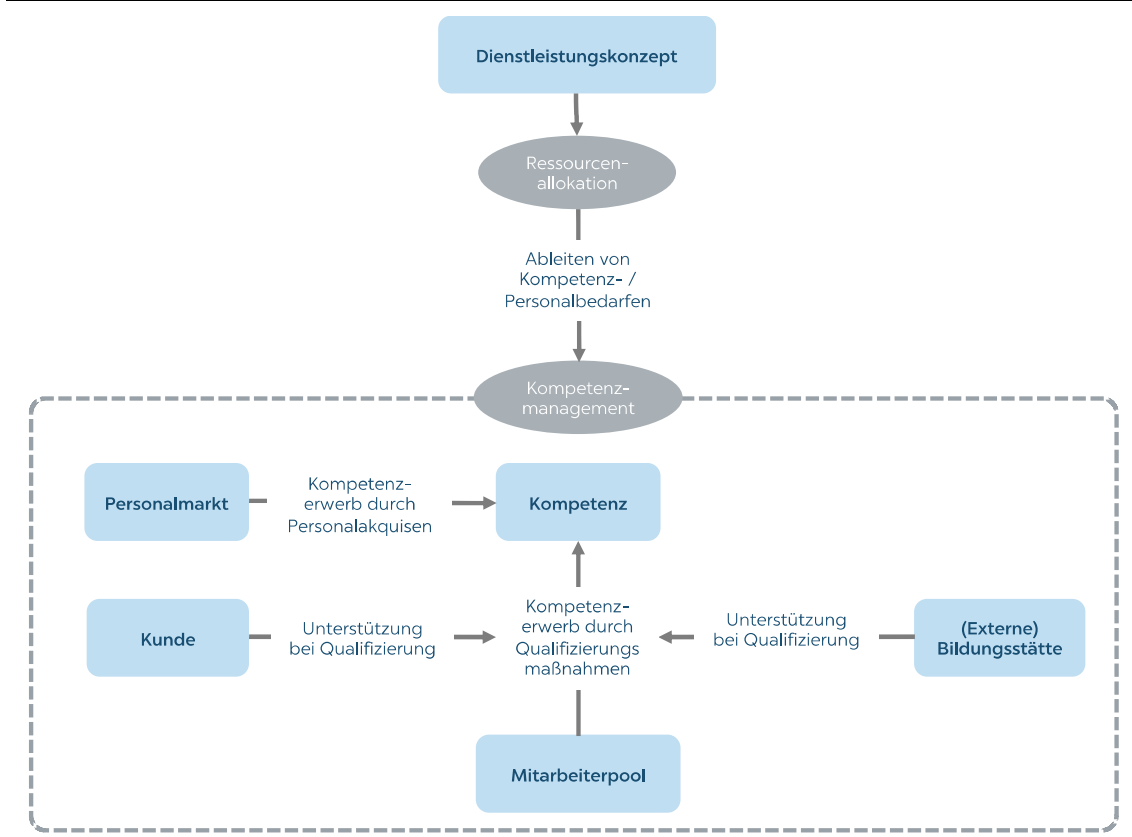 Dienstleistungskonzept
Ressourcen-
allokation
Ableiten von
Kompetenz- /
Personalbedarfen
Kompetenz-
management
Personalmarkt
Kompetenz-
erwerb durch
Personalakquisen
Kompetenz
Kunde
Unterstützung
bei Qualifizierung
Kompetenz-
erwerb durch
Qualifizierungs
maßnahmen
Unterstützung
bei Qualifizierung
(Externe)
Bildungsstätte
Mitarbeiterpool